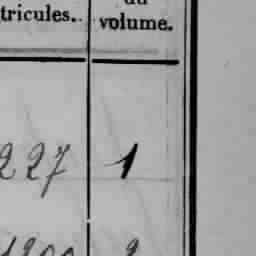 du
tricules. volume.
227 1